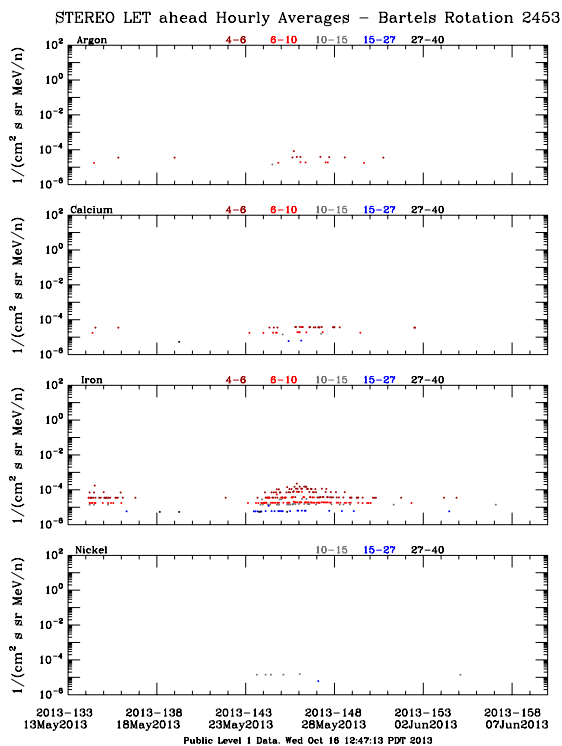 STEREO LET ahead Hourly Averages - Bartels Rotation 2453
Argon 4-6 6-10 10-15 15-27 27-40
10^2
10^0
10^-2
10^-4
10^-6
1/(cm^2 s sr MeV/n)
Calcium 4-6 6-10 10-15 15-27 27-40
10^2
10^0
10^-2
10^-4
10^-6
1/(cm^2 s sr MeV/n)
Iron 4-6 6-10 10-15 15-27 27-40
10^2
10^0
10^-2
10^-4
10^-6
1/(cm^2 s sr MeV/n)
Nickel 10-15 15-27 27-40
10^2
10^0
10^-2
10^-4
10^-6
1/(cm^2 s sr MeV/n)
2013-133 2013-138 2013-143 2013-148 2013-153 2013-158
13May2013 18May2013 23May2013 28May2013 02Jun2013 07Jun2013
Public Level 1 Data. Wed Oct 16 12:47:13 PDT 2013